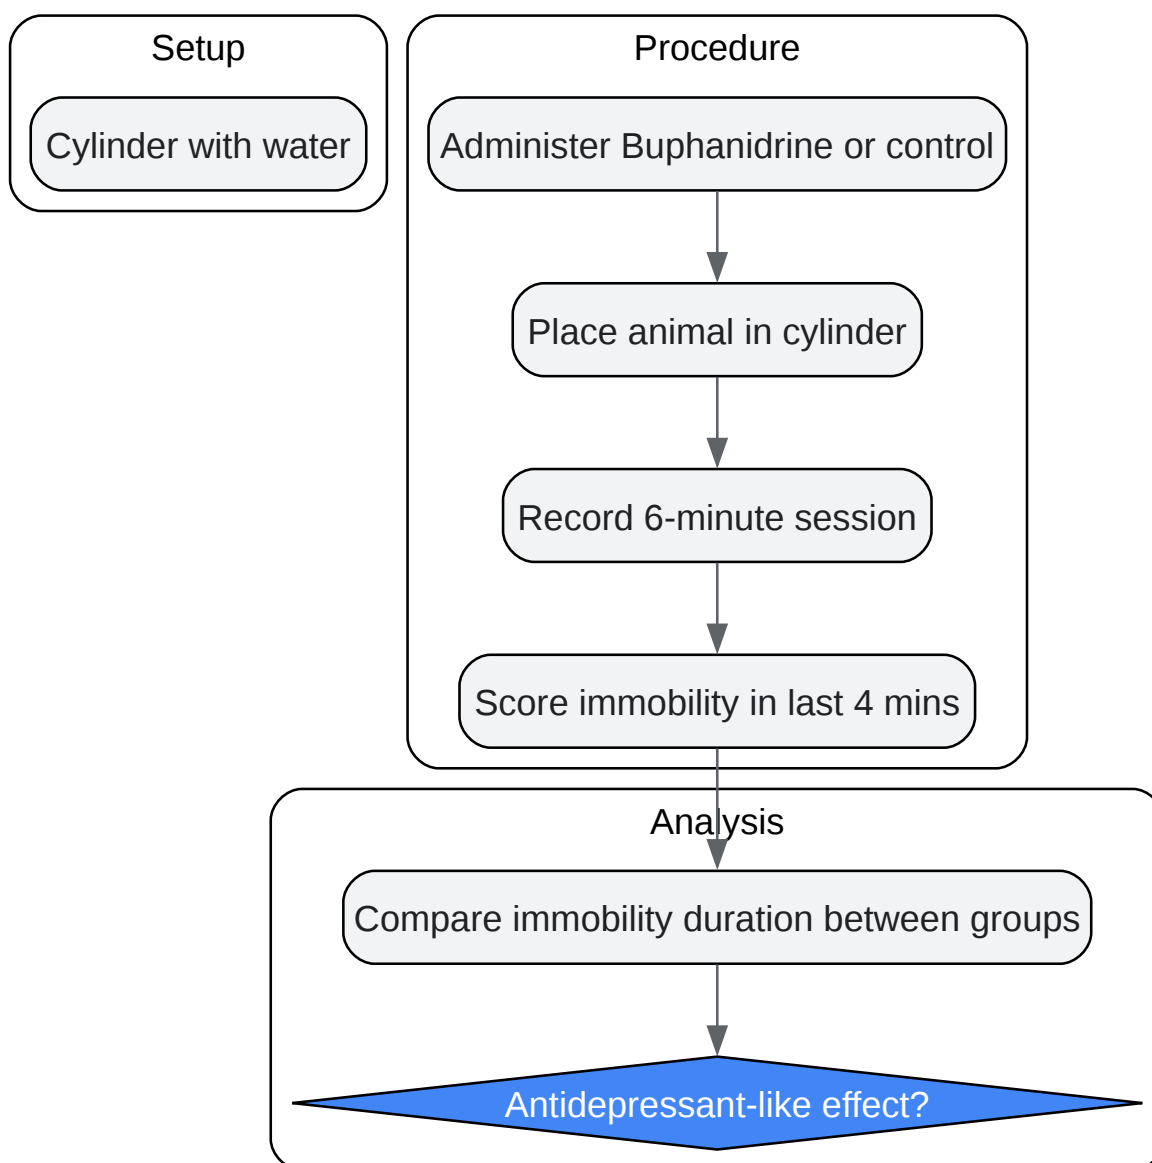 Setup
Cylinder with water
Procedure
Administer Buphanidrine or control
Place animal in cylinder
Record 6-minute session
Score immobility in last 4 mins
Analysis
Compare immobility duration between groups
Antidepressant-like effect?